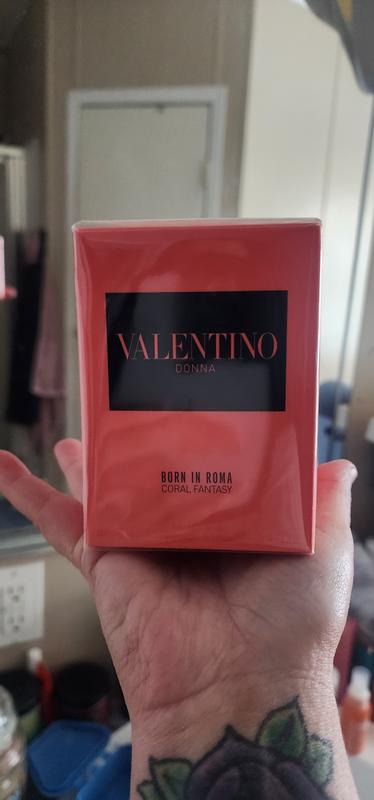 VALENTINO
DONNA
BORN IN ROMA
CORAL FANTASY